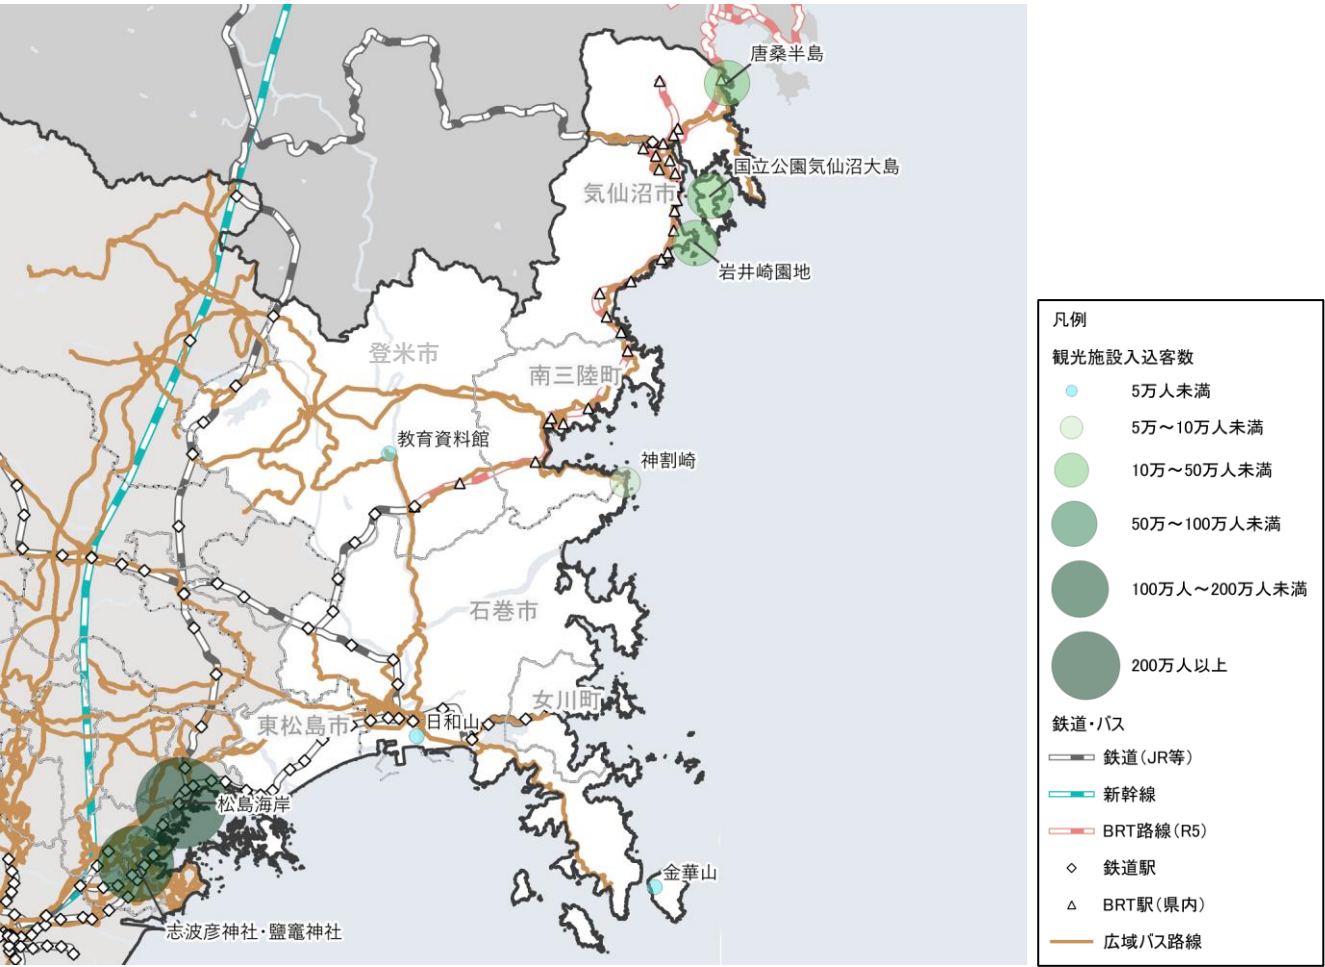 唐桑半島
国立公園気仙沼大島
気仙沼市
岩井崎園地
登米市
南三陸町
教育資料館
神割崎
石巻市
女川町
東松島市
日和山
松島海岸
金華山
志波彦神社・鹽竈神社
凡例
観光施設入込客数
5万人未満
5万～10万人未満
10万～50万人未満
50万～100万人未満
100万人～200万人未満
200万人以上
鉄道・バス
鉄道（JR等）
新幹線
BRT路線（R5）
鉄道駅
BRT駅（県内）
広域バス路線